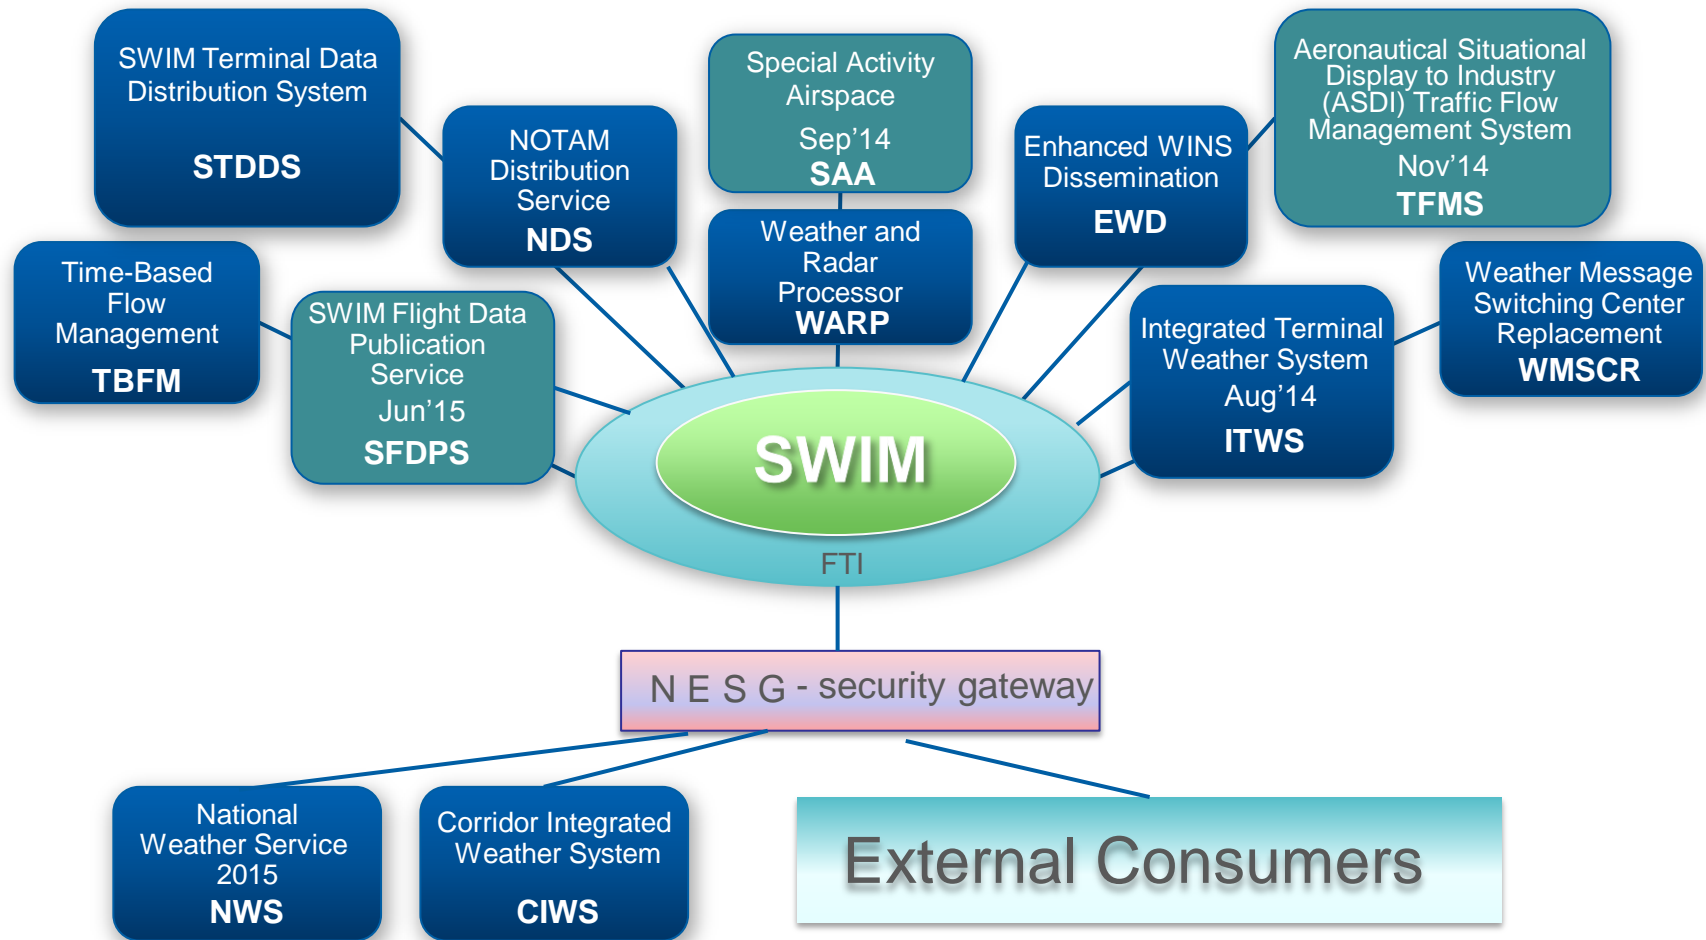 SWIM Terminal Data
Distribution System
STDDS
NOTAM
Distribution
Service
NDS
Special Activity
Airspace
Sep’14
SAA
Enhanced WINS
Dissemination
EWD
Aeronautical Situational
Display to Industry
(ASDI) Traffic Flow
Management System
Nov’14
TFMS
Time-Based
Flow
Management
TBFM
SWIM Flight Data
Publication
Service
Jun’15
SFDPS
Weather and
Radar
Processor
WARP
Integrated Terminal
Weather System
Aug’14
ITWS
Weather Message
Switching Center
Replacement
WMSCR
SWIM
FTI
N E S G - security gateway
National
Weather Service
2015
NWS
Corridor Integrated
Weather System
CIWS
External Consumers